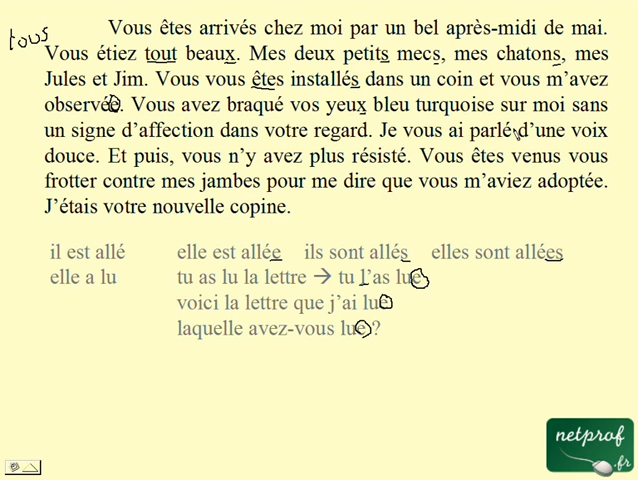 tous
Vous êtes arrivés chez moi par un bel après-midi de mai.
Vous étiez tout beaux. Mes deux petits mecs, mes chatons, mes
Jules et Jim. Vous vous êtes installés dans un coin et vous m’avez
observée. Vous avez braqué vos yeux bleu turquoise sur moi sans
un signe d’affection dans votre regard. Je vous ai parlé d’une voix
douce. Et puis, vous n’y avez plus résisté. Vous êtes venus vous
frotter contre mes jambes pour me dire que vous m’aviez adoptée.
J’étais votre nouvelle copine.
il est allé elle est allée ils sont allés elles sont allées
elle a lu tu as lu la lettre → tu l’as lue
voici la lettre que j’ai lue
laquelle avez-vous lue ?
netprof
.fr